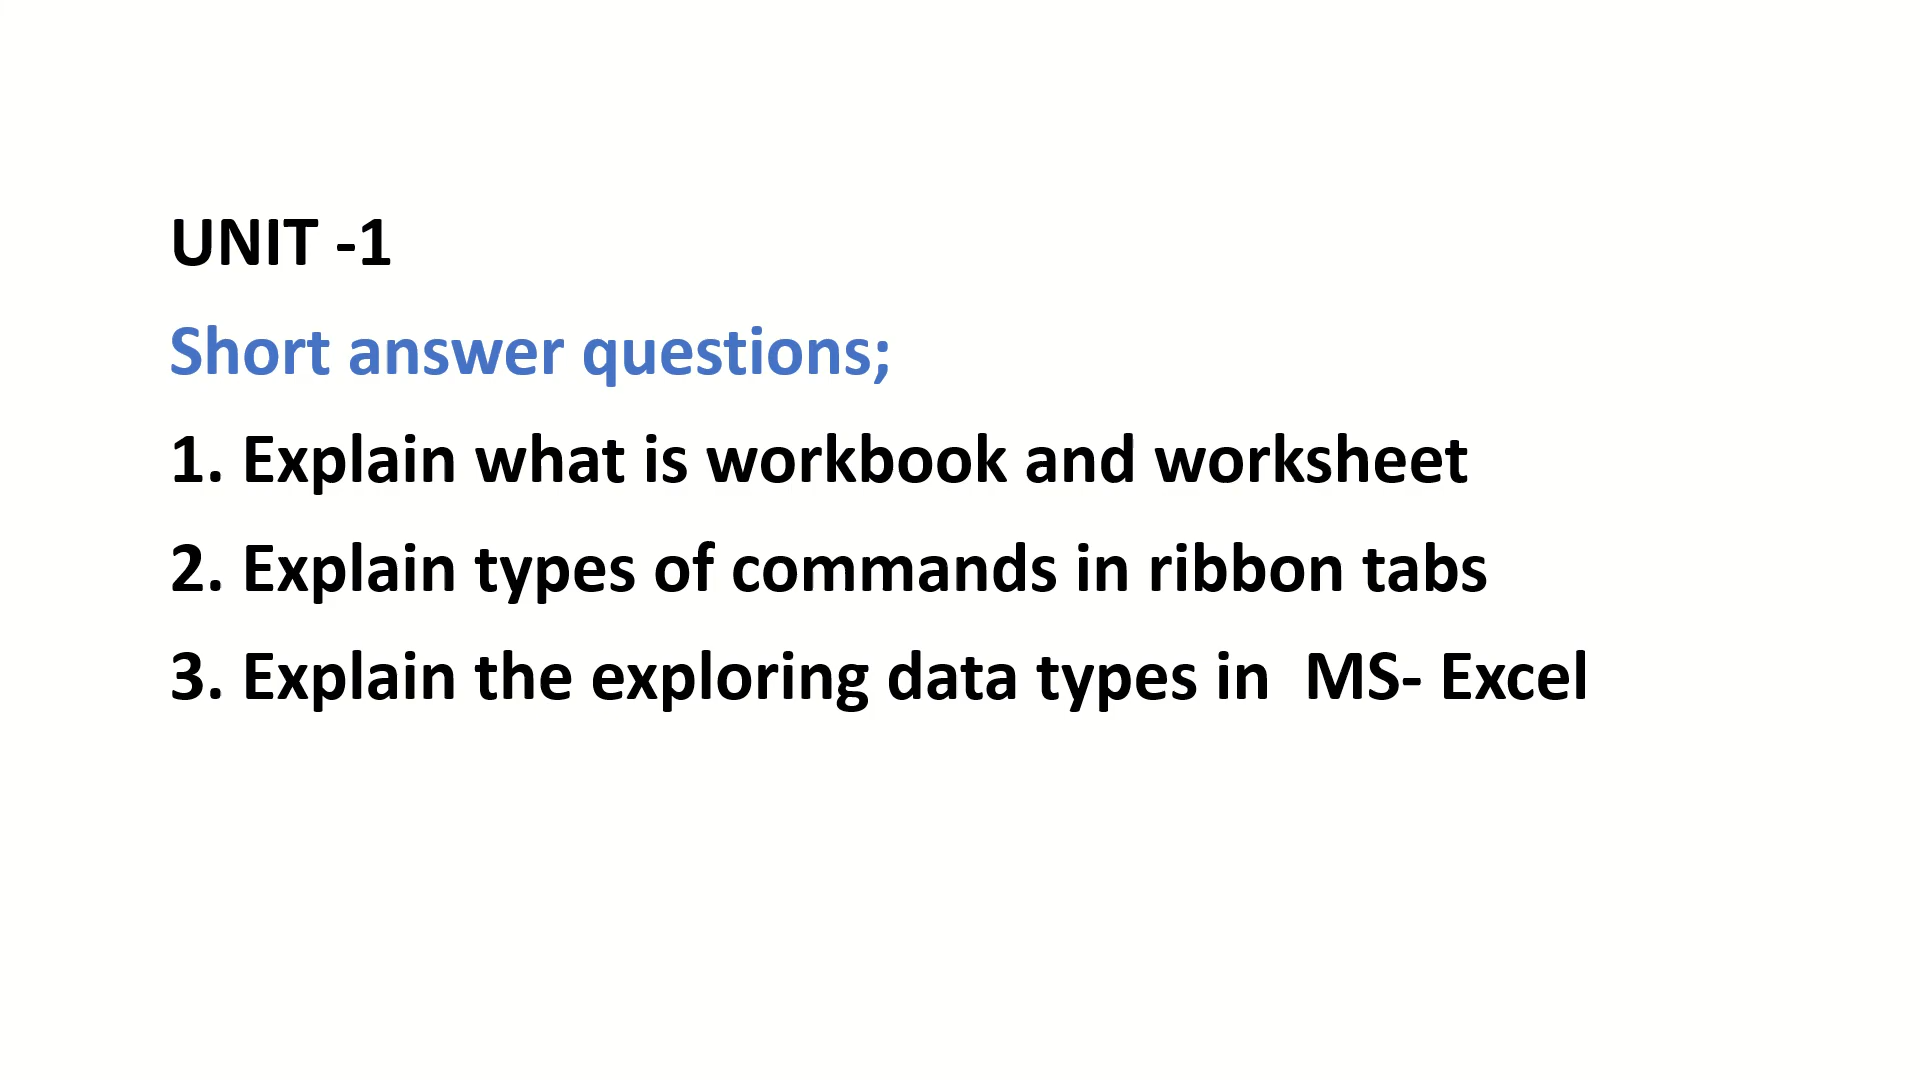 UNIT -1
Short answer questions;
1. Explain what is workbook and worksheet
2. Explain types of commands in ribbon tabs
3. Explain the exploring data types in  MS- Excel